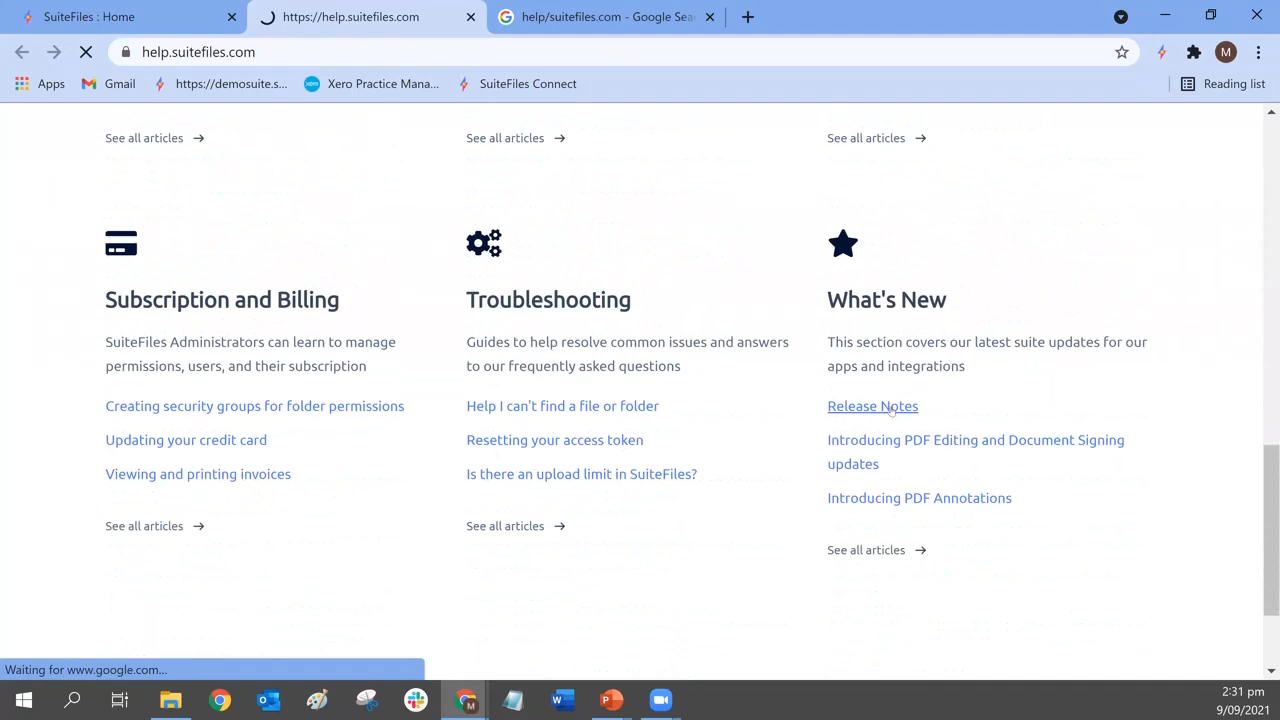 SuiteFiles : Home
https://help.suitefiles.com
help/suitefiles.com - Google Sea
help.suitefiles.com
M
Apps
Gmail
https://demosuite.s...
xero
Xero Practice Mana...
SuiteFiles Connect
Reading list
See all articles
See all articles
See all articles
Subscription and Billing
SuiteFiles Administrators can learn to manage
permissions, users, and their subscription
Creating security groups for folder permissions
Updating your credit card
Viewing and printing invoices
See all articles
Troubleshooting
Guides to help resolve common issues and answers
to our frequently asked questions
Help I can't find a file or folder
Resetting your access token
Is there an upload limit in SuiteFiles?
See all articles
What's New
This section covers our latest suite updates for our
apps and integrations
Release Notes
Introducing PDF Editing and Document Signing
updates
Introducing PDF Annotations
See all articles
Waiting for www.google.com...
2:31 pm
9/09/2021